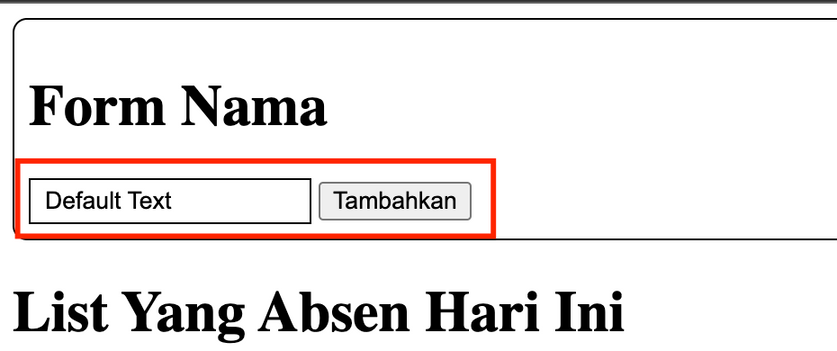 Form Nama
Default Text Tambahkan
List Yang Absen Hari Ini